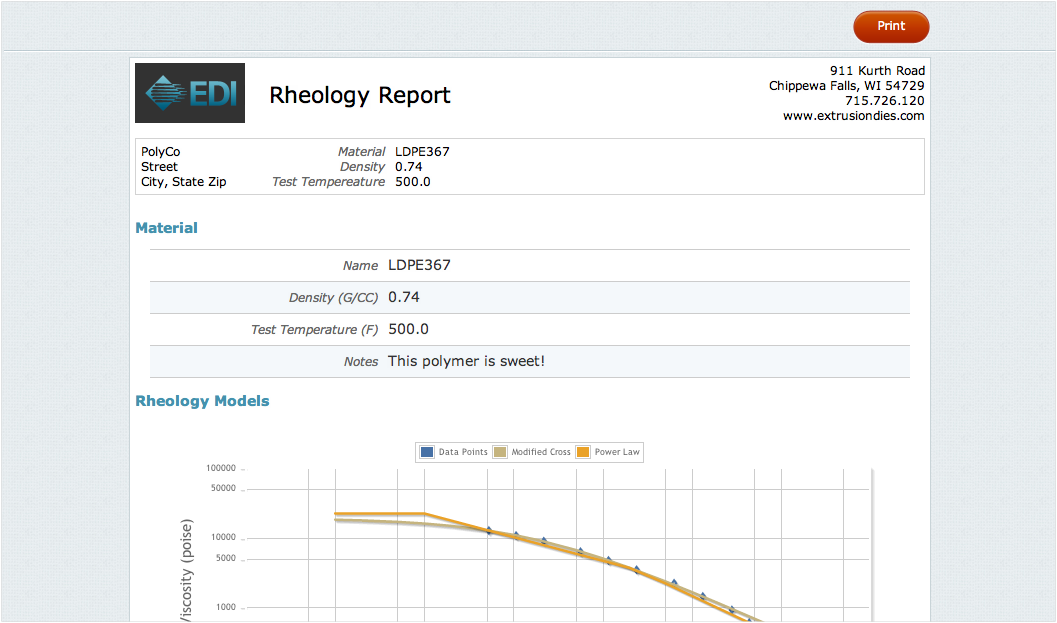 Print
EDI
Rheology Report
911 Kurth Road
Chippewa Falls, WI 54729
715.726.120
www.extrusiondies.com
PolyCo
Street
City, State Zip
Material LDPE367
Density 0.74
Test Tempereature 500.0
Material
Name LDPE367
Density (G/CC) 0.74
Test Temperature (F) 500.0
Notes This polymer is sweet!
Rheology Models
Data Points Modified Cross Power Law
100000
50000
10000
5000
1000
(poise)